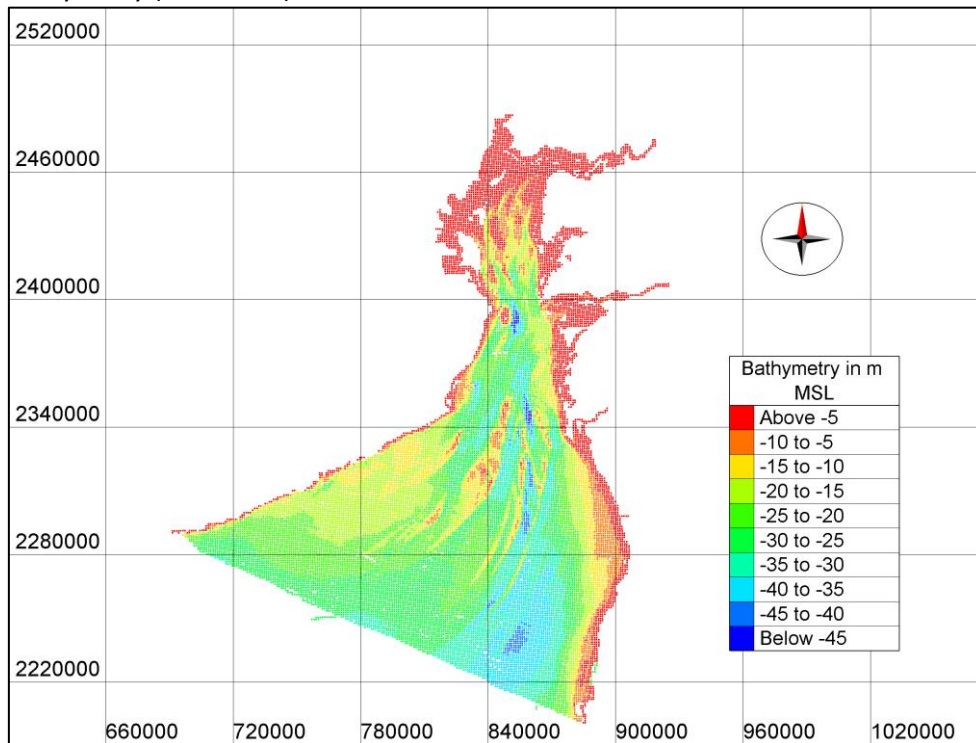 2520000
2460000
2400000
2340000
2280000
2220000
Bathymetry in m
MSL
Above -5
-10 to -5
-15 to -10
-20 to -15
-25 to -20
-30 to -25
-35 to -30
-40 to -35
-45 to -40
Below -45
660000 720000 780000 840000 900000 960000 1020000